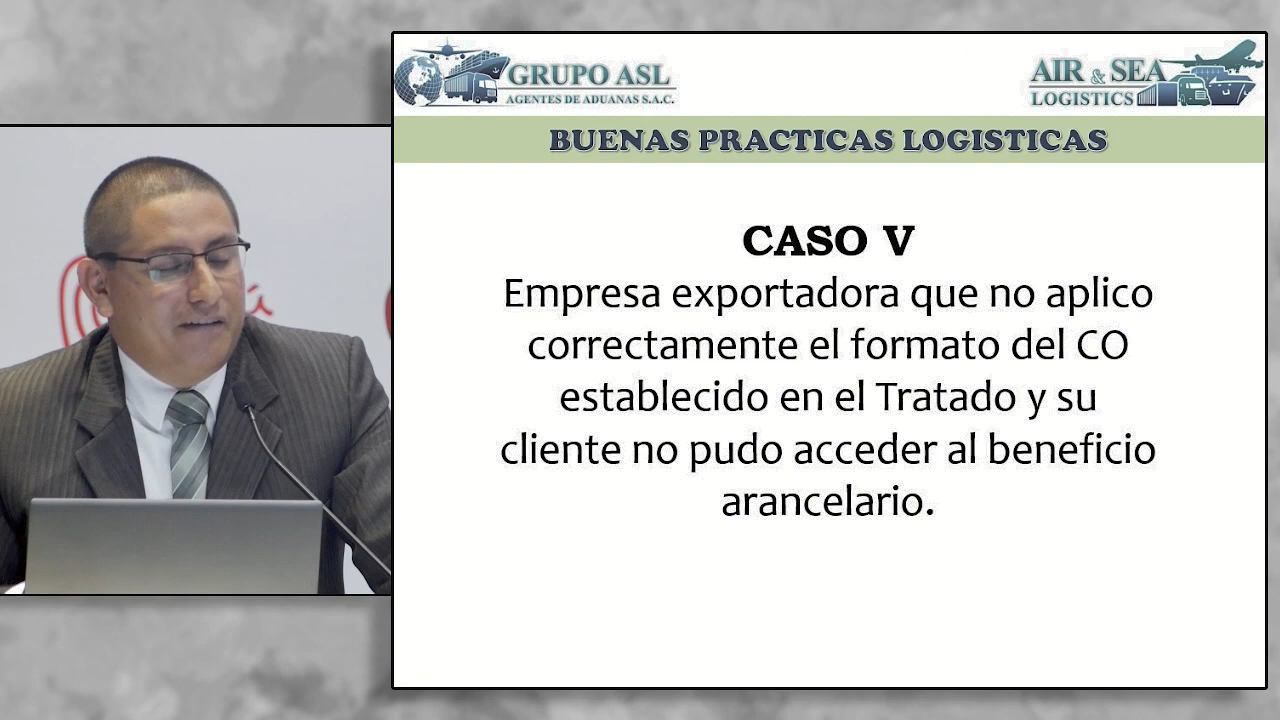 GRUPO ASL
AGENTES DE ADUANAS S.A.C.
AIR & SEA
LOGISTICS
BUENAS PRACTICAS LOGISTICAS
CASO V
Empresa exportadora que no aplico
correctamente el formato del CO
establecido en el Tratado y su
cliente no pudo acceder al beneficio
arancelario.